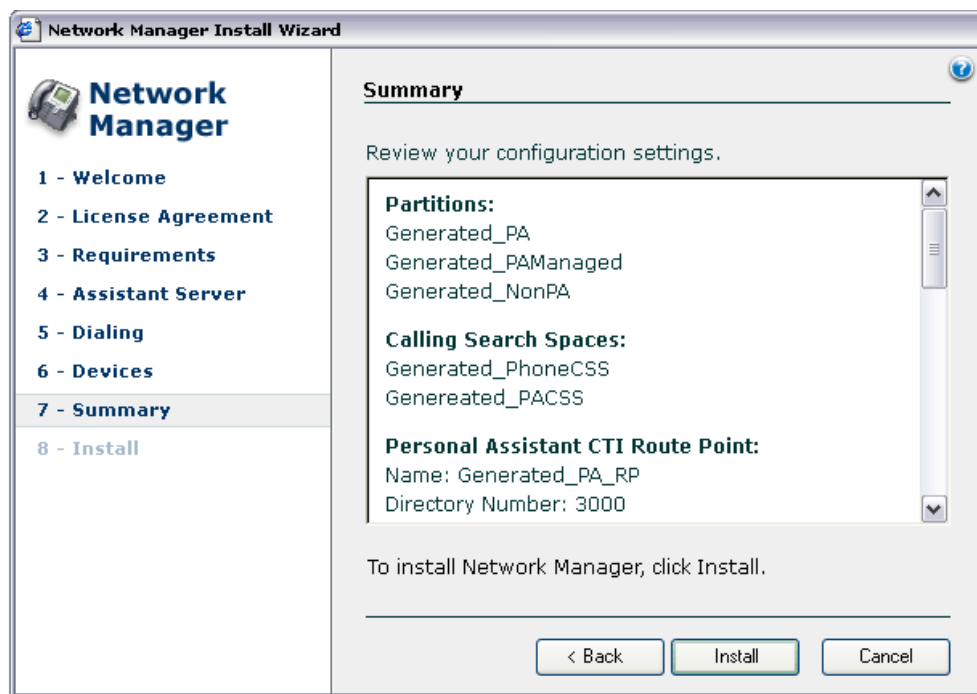 Network Manager Install Wizard
Network
Manager
1 - Welcome
2 - License Agreement
3 - Requirements
4 - Assistant Server
5 - Dialing
6 - Devices
7 - Summary
8 - Install
?
Summary
Review your configuration settings.
Partitions:
Generated_PA
Generated_PAManaged
Generated_NonPA
Calling Search Spaces:
Generated_PhoneCSS
Genereated_PACSS
Personal Assistant CTI Route Point:
Name: Generated_PA_RP
Directory Number: 3000
To install Network Manager, click Install.
< Back
Install
Cancel